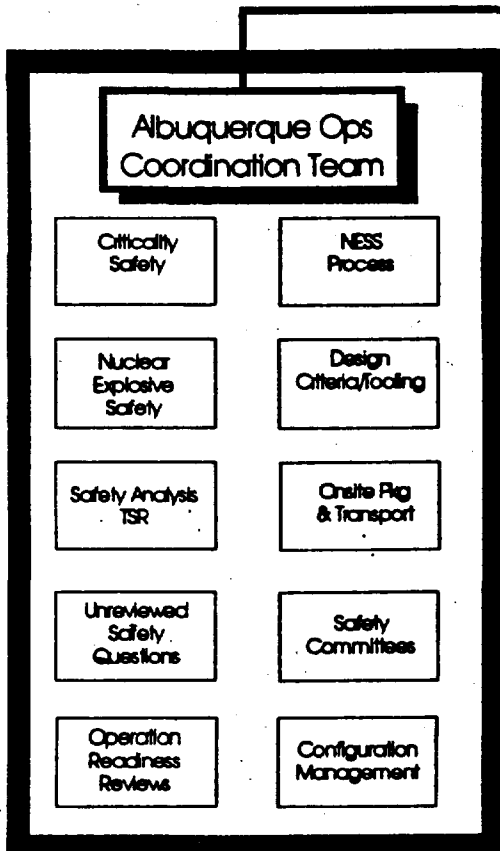 Albuquerque Ops
Coordination Team
Criticality
Safety
NESS
Process
Nuclear
Explosive
Safety
Design
Criteria/Tooling
Safety Analysis
TSR
Onsite Pkg
& Transport
Unreviewed
Safety
Questions
Safety
Committees
Operation
Readiness
Reviews
Configuration
Management